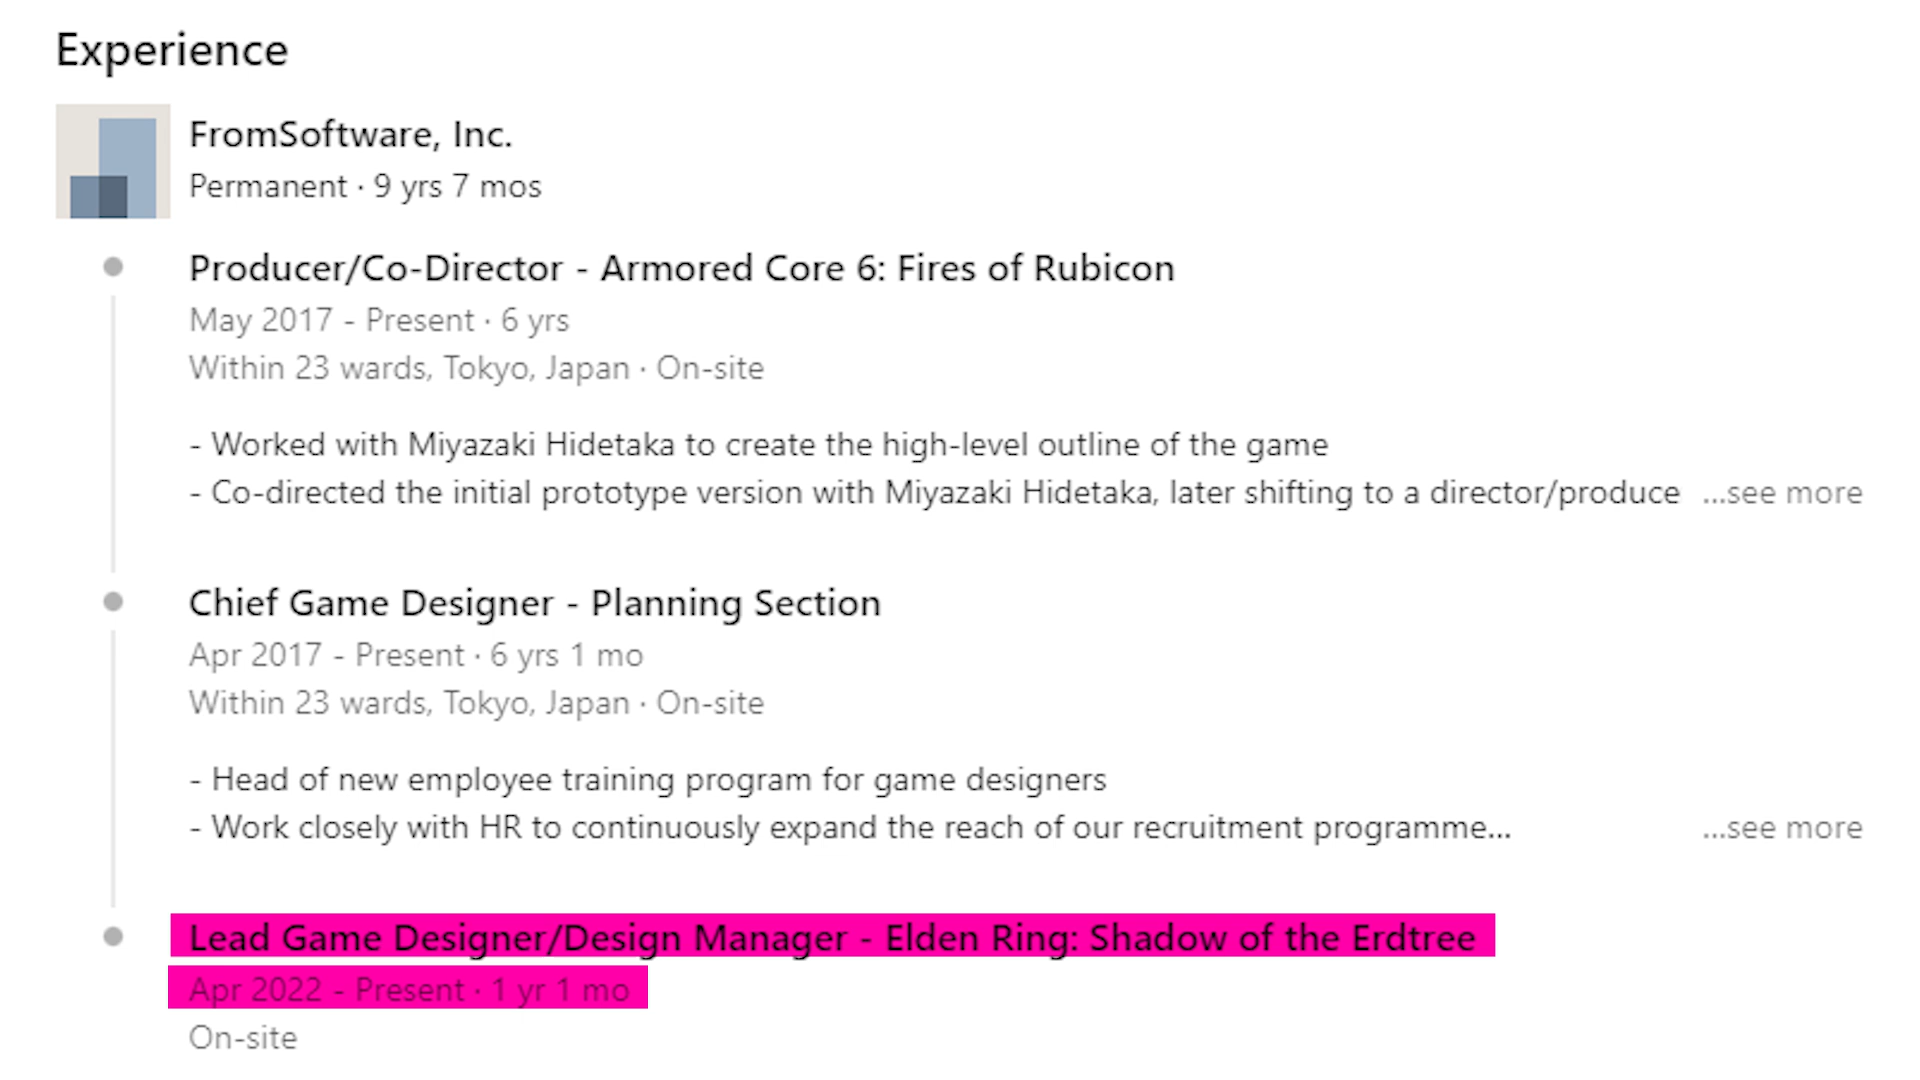 Experience
FromSoftware, Inc.
Permanent · 9 yrs 7 mos
Producer/Co-Director - Armored Core 6: Fires of Rubicon
May 2017 - Present · 6 yrs
Within 23 wards, Tokyo, Japan · On-site
- Worked with Miyazaki Hidetaka to create the high-level outline of the game
- Co-directed the initial prototype version with Miyazaki Hidetaka, later shifting to a director/produce ...see more
Chief Game Designer - Planning Section
Apr 2017 - Present · 6 yrs 1 mo
Within 23 wards, Tokyo, Japan · On-site
- Head of new employee training program for game designers
- Work closely with HR to continuously expand the reach of our recruitment programme... ...see more
Lead Game Designer/Design Manager - Elden Ring: Shadow of the Erdtree
Apr 2022 - Present · 1 yr 1 mo
On-site